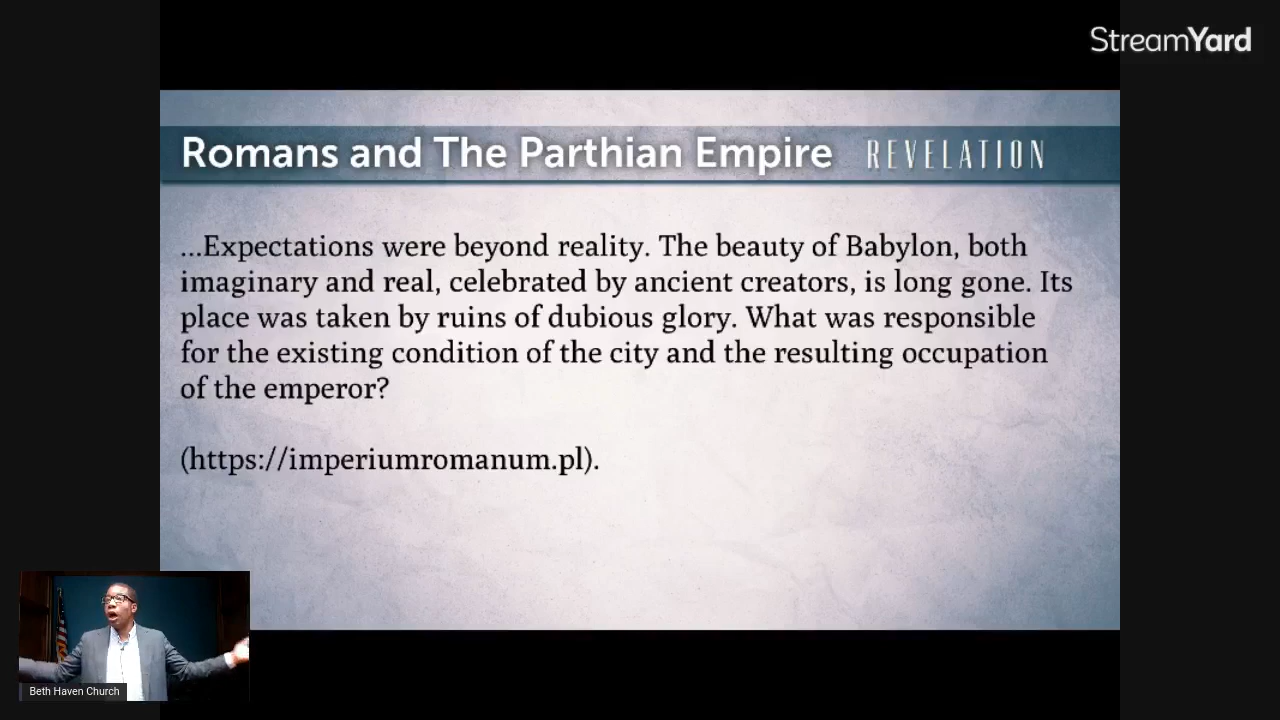 StreamYard
Romans and The Parthian Empire REVELATION
...Expectations were beyond reality. The beauty of Babylon, both
imaginary and real, celebrated by ancient creators, is long gone. Its
place was taken by ruins of dubious glory. What was responsible
for the existing condition of the city and the resulting occupation
of the emperor?
(https://imperiumromanum.pl).
Beth Haven Church